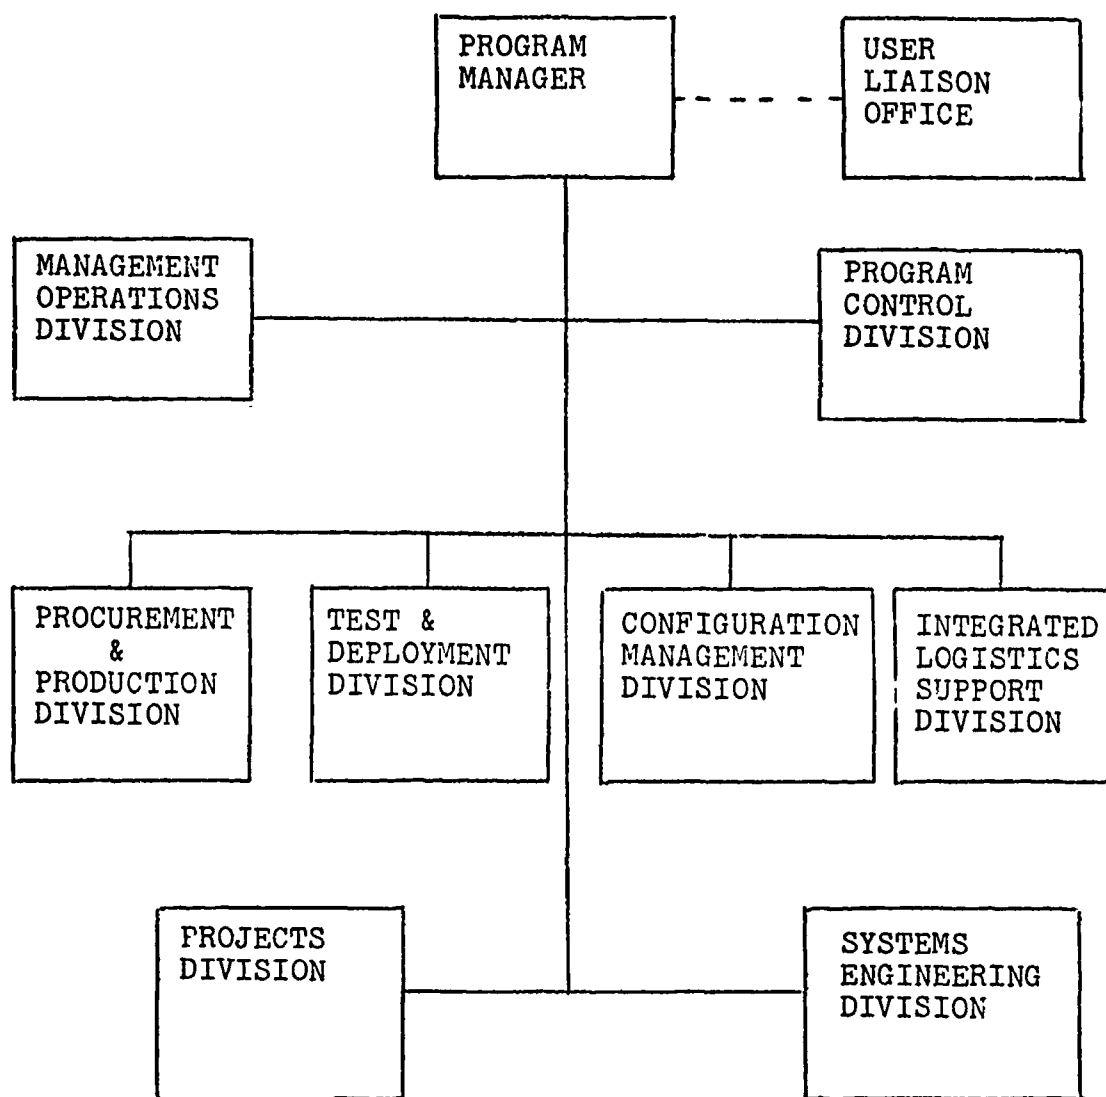 PROGRAM
MANAGER
USER
LIAISON
OFFICE
MANAGEMENT
OPERATIONS
DIVISION
PROGRAM
CONTROL
DIVISION
PROCUREMENT
&
PRODUCTION
DIVISION
TEST &
DEPLOYMENT
DIVISION
CONFIGURATION
MANAGEMENT
DIVISION
INTEGRATED
LOGISTICS
SUPPORT
DIVISION
PROJECTS
DIVISION
SYSTEMS
ENGINEERING
DIVISION